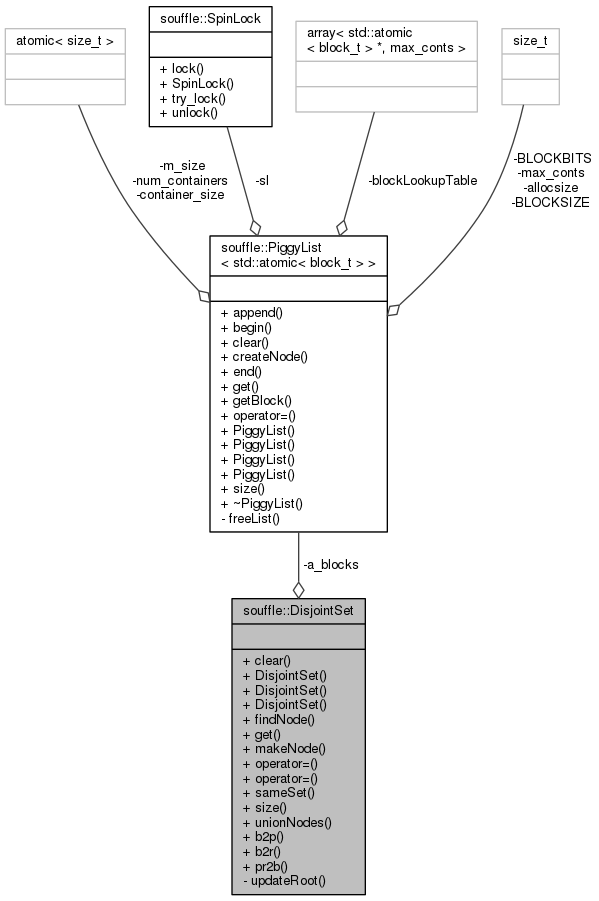 souffle::SpinLock
+ lock()
+ SpinLock()
+ try_lock()
+ unlock()
atomic< size_t >
array< std::atomic
< block_t > *, max_conts >
size_t
-m_size
-num_containers
-container_size
-sl
-blockLookupTable
-BLOCKBITS
-max_conts
-allocsize
-BLOCKSIZE
souffle::PiggyList
< std::atomic< block_t > >
+ append()
+ begin()
+ clear()
+ createNode()
+ end()
+ get()
+ getBlock()
+ operator=()
+ PiggyList()
+ PiggyList()
+ PiggyList()
+ PiggyList()
+ size()
+ ~PiggyList()
- freeList()
-a_blocks
souffle::DisjointSet
+ clear()
+ DisjointSet()
+ DisjointSet()
+ DisjointSet()
+ findNode()
+ get()
+ makeNode()
+ operator=()
+ operator=()
+ sameSet()
+ size()
+ unionNodes()
+ b2p()
+ b2r()
+ pr2b()
- updateRoot()